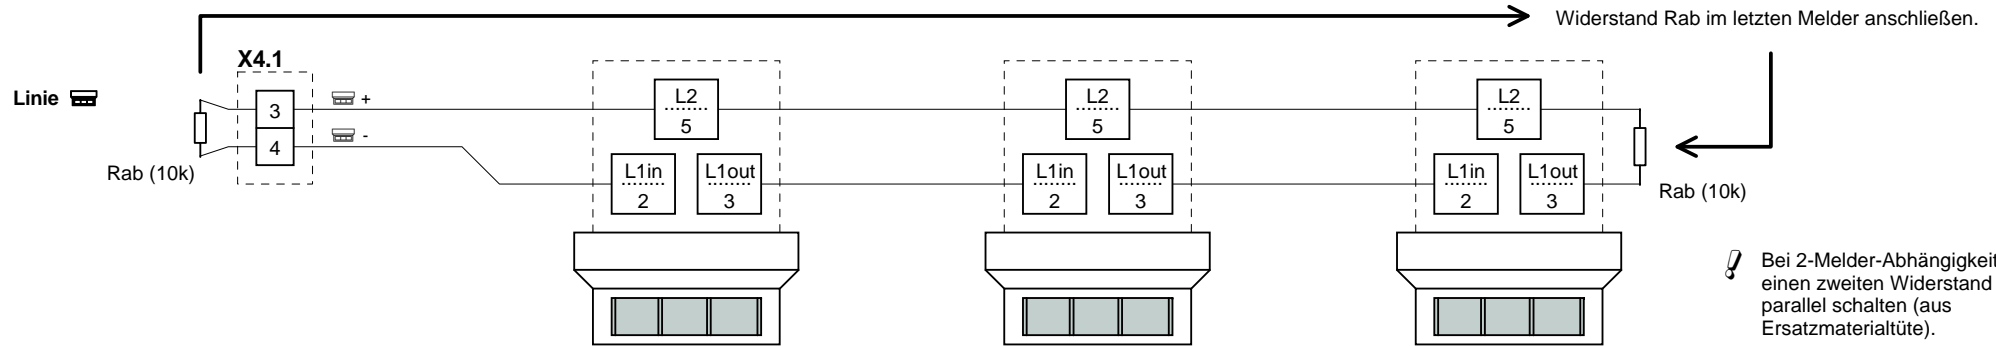 Widerstand Rab im letzten Melder anschließen.
X4.1
Linie
3
+
4
-
Rab (10k)
L2
5
L1in
2
L1out
3
L2
5
L1in
2
L1out
3
L2
5
L1in
2
L1out
3
Rab (10k)
! Bei 2-Melder-Abhängigkeit
einen zweiten Widerstand
parallel schalten (aus
Ersatzmaterialtüte).